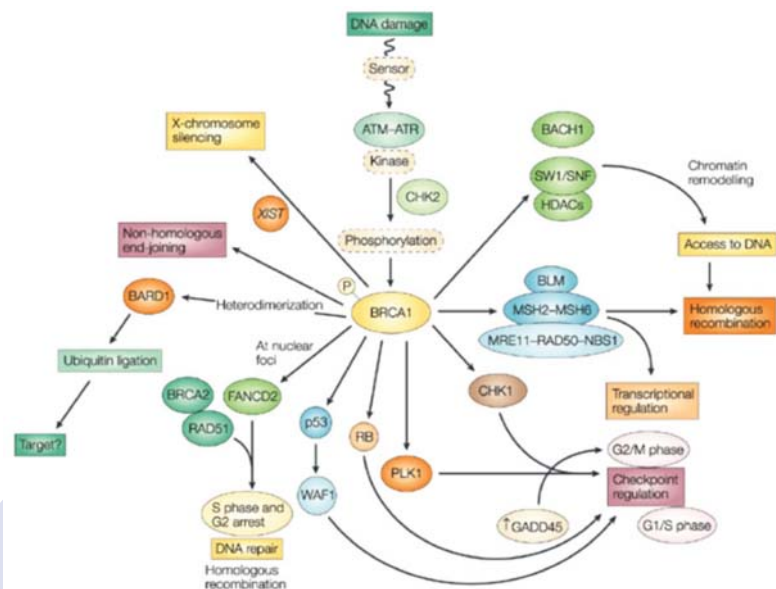 DNA damage
Sensor
ATM–ATR
Kinase
CHK2
Phosphorylation
P
BRCA1
X-chromosome
silencing
XIST
Non-homologous
end-joining
BARD1
Heterodimerization
Ubiquitin ligation
Target?
At nuclear
foci
BRCA2
FANCD2
RAD51
S phase and
G2 arrest
DNA repair
Homologous
recombination
p53
WAF1
RB
PLK1
CHK1
BACH1
SW1/SNF
HDACs
Chromatin
remodelling
Access to DNA
BLM
MSH2–MSH6
MRE11–RAD50–NBS1
Homologous
recombination
Transcriptional
regulation
G2/M phase
Checkpoint
regulation
G1/S phase
↑GADD45